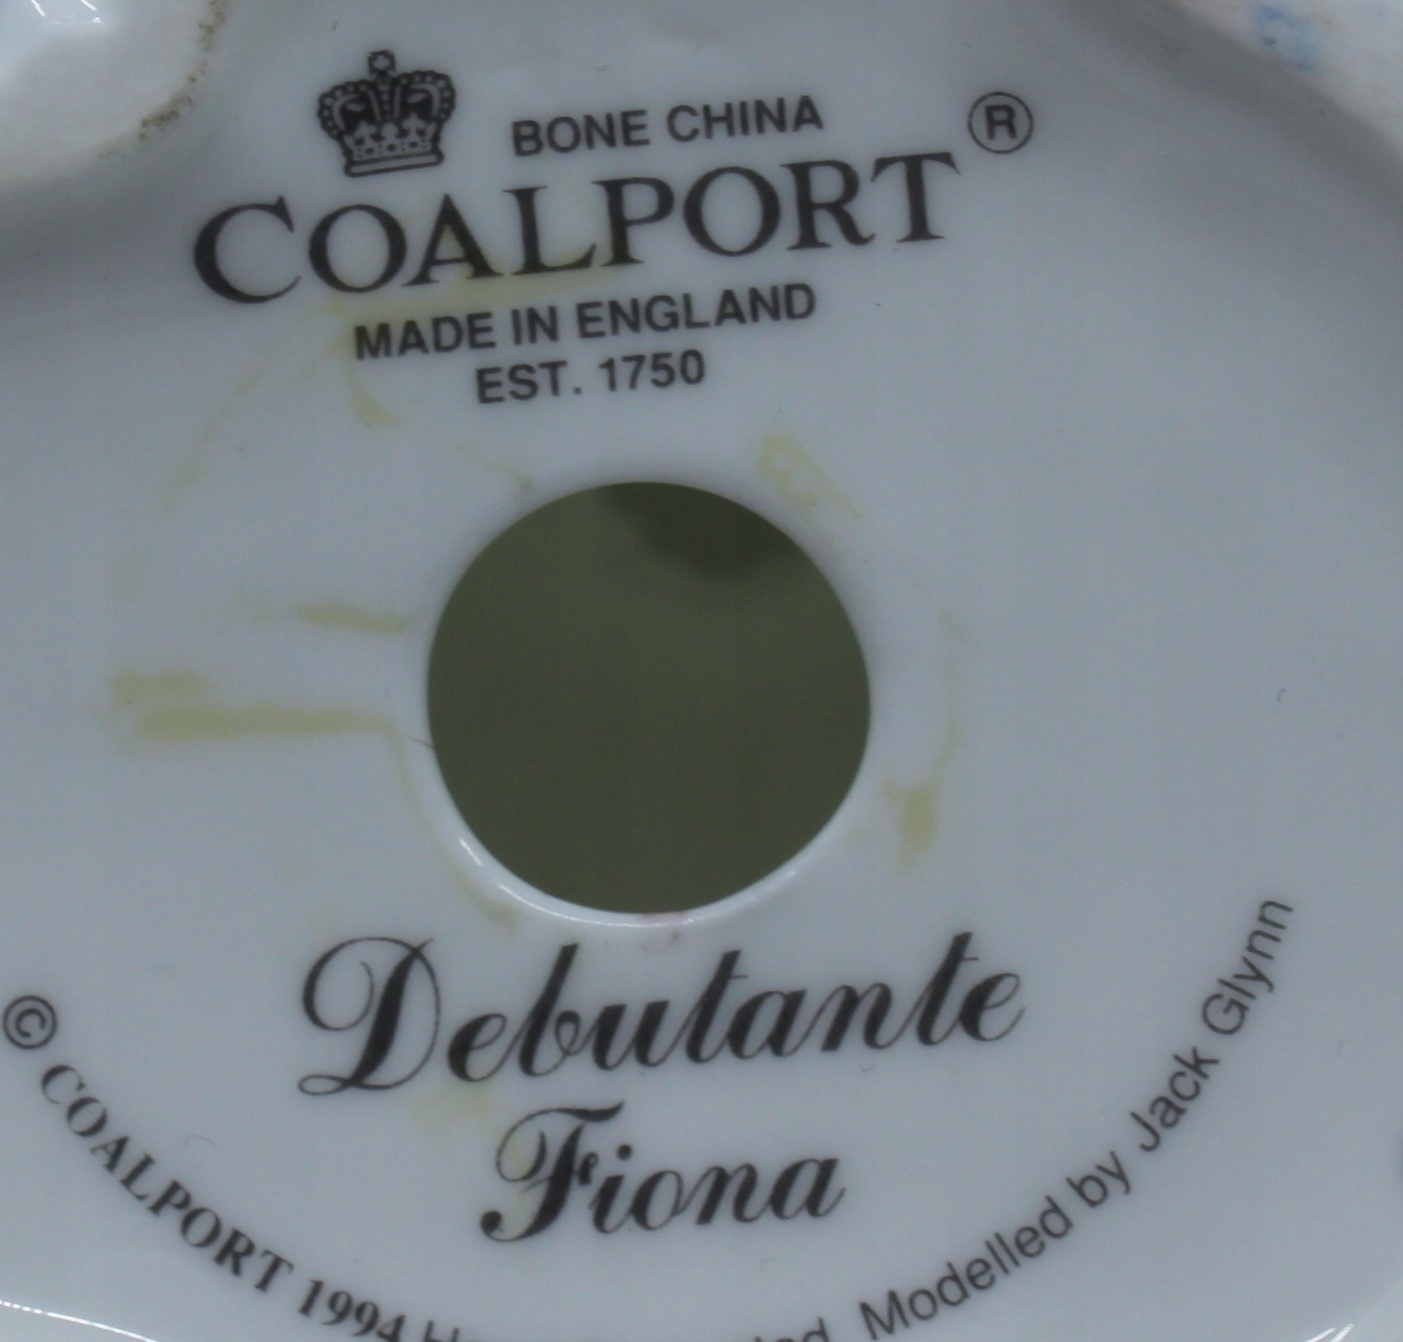 BONE CHINA
COALPORT ®
MADE IN ENGLAND
EST. 1750
Debutante
Fiona
© COALPORT 1994 Modelled by Jack Glynn